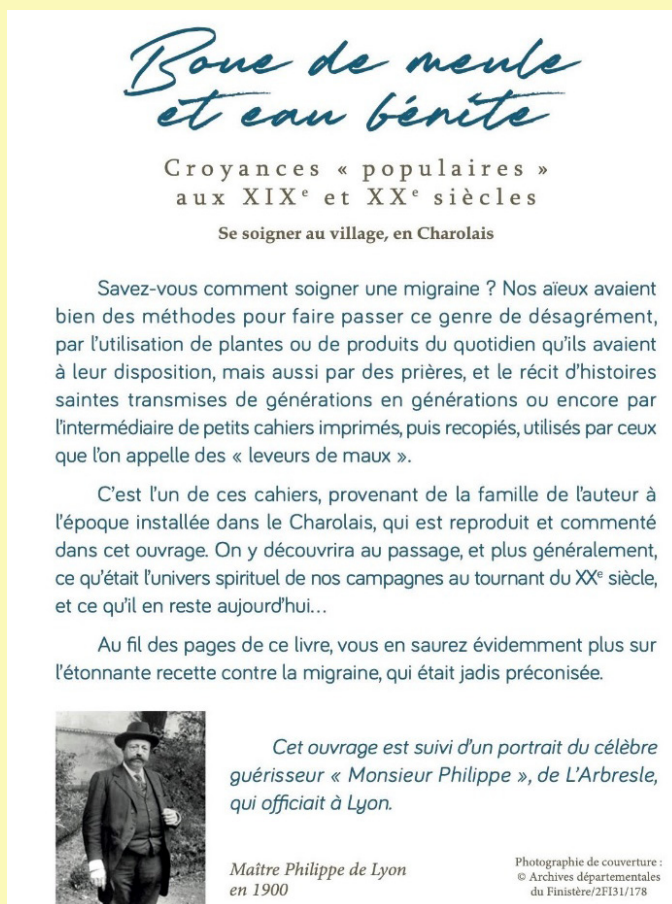 Boue de meule
et eau bénite
Croyances « populaires »
aux XIXe et XXe siècles
Se soigner au village, en Charolais
Savez-vous comment soigner une migraine ? Nos aïeux avaient
bien des méthodes pour faire passer ce genre de désagrément,
par l'utilisation de plantes ou de produits du quotidien qu'ils avaient
à leur disposition, mais aussi par des prières, et le récit d'histoires
saintes transmises de générations en générations ou encore par
l'intermédiaire de petits cahiers imprimés, puis recopiés, utilisés par ceux
que l'on appelle des « leveurs de maux ».
C'est l'un de ces cahiers, provenant de la famille de l'auteur à
l'époque installée dans le Charolais, qui est reproduit et commenté
dans cet ouvrage. On y découvrira au passage, et plus généralement,
ce qu'était l'univers spirituel de nos campagnes au tournant du XXe siècle,
et ce qu'il en reste aujourd'hui...
Au fil des pages de ce livre, vous en saurez évidemment plus sur
l'étonnante recette contre la migraine, qui était jadis préconisée.
Cet ouvrage est suivi d'un portrait du célèbre
guérisseur « Monsieur Philippe », de L'Arbresle,
qui officiait à Lyon.
Maître Philippe de Lyon
en 1900
Photographie de couverture :
© Archives départementales
du Finistère/2FI31/178